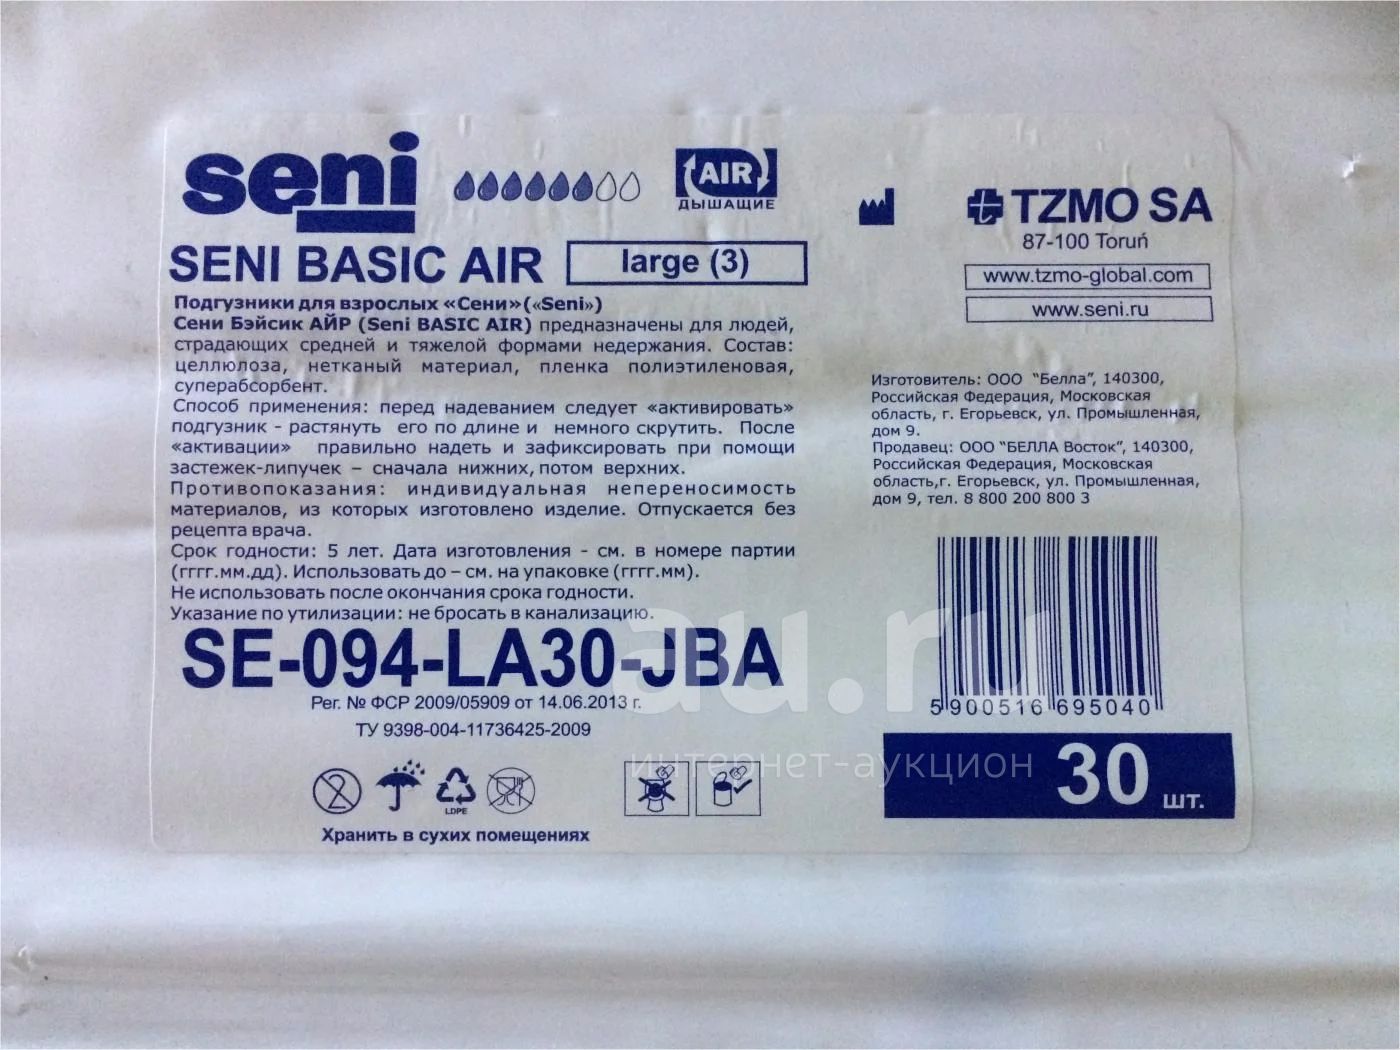 seni
AIR
ДЫШАЩИЕ
SENI BASIC AIR
large (3)
Подгузники для взрослых «Сени» («Seni»)
Сени Бэйсик АЙР (Seni BASIC AIR) предназначены для людей,
страдающих средней и тяжелой формами недержания. Состав:
целлюлоза, нетканый материал, пленка полиэтиленовая,
суперабсорбент.
Способ применения: перед надеванием следует «активировать»
подгузник - растянуть его по длине и немного скрутить. После
«активации» правильно надеть и зафиксировать при помощи
застежек-липучек – сначала нижних, потом верхних.
Противопоказания: индивидуальная непереносимость
материалов, из которых изготовлено изделие. Отпускается без
рецепта врача.
Срок годности: 5 лет. Дата изготовления - см. в номере партии
(гггг.мм.дд). Использовать до – см. на упаковке (гггг.мм).
Не использовать после окончания срока годности.
Указание по утилизации: не бросать в канализацию.
SE-094-LA30-JBA
Рег. № ФСР 2009/05909 от 14.06.2013 г.
ТУ 9398-004-11736425-2009
2
LDPE
Хранить в сухих помещениях
TZMO SA
87-100 Toruń
www.tzmo-global.com
www.seni.ru
Изготовитель: ООО "Белла", 140300,
Российская Федерация, Московская
область, г. Егорьевск, ул. Промышленная,
дом 9.
Продавец: ООО "БЕЛЛА Восток", 140300,
Российская Федерация, Московская
область,г. Егорьевск, ул. Промышленная,
дом 9, тел. 8 800 200 800 3
5 900516 695040
30 шт.
au.ru
интернет-аукцион